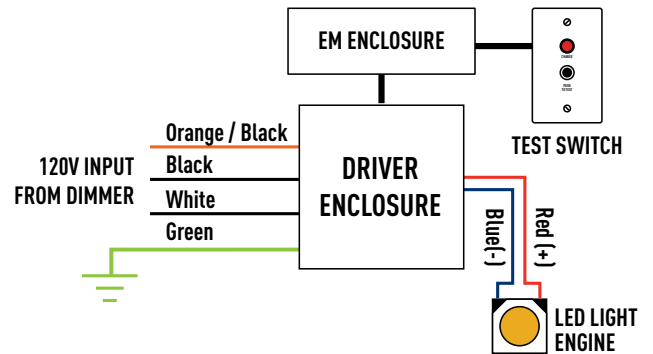 EM ENCLOSURE
TEST SWITCH
Orange / Black
120V INPUT
FROM DIMMER
Black
White
Green
DRIVER
ENCLOSURE
Blue(-)
Red (+)
LED LIGHT
ENGINE